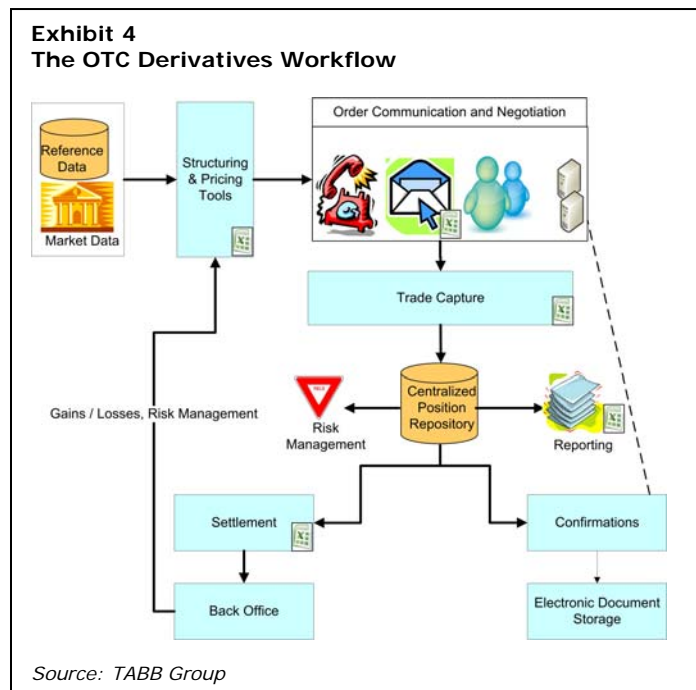 Exhibit 4
The OTC Derivatives Workflow
Order Communication and Negotiation
Reference
Data
Market Data
Structuring
& Pricing
Tools
Trade Capture
Gains / Losses, Risk Management
Risk
Management
Centralized
Position
Repository
Reporting
Settlement
Confirmations
Back Office
Electronic Document
Storage
Source: TABB Group